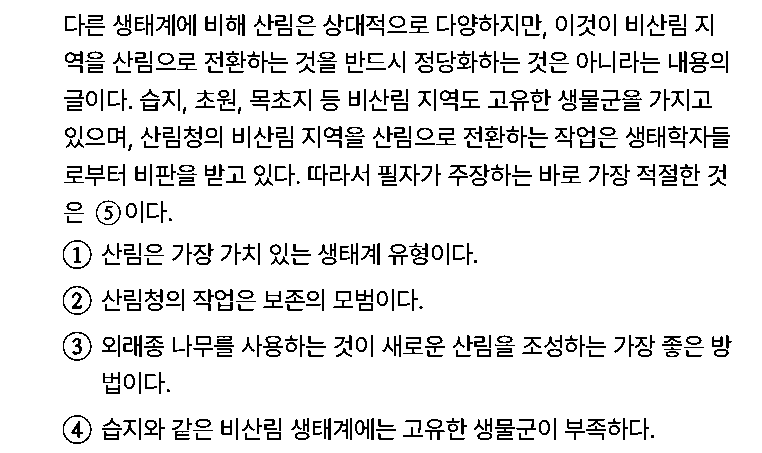 다른 생태계에 비해 산림은 상대적으로 다양하지만, 이것이 비산림 지
역을 산림으로 전환하는 것을 반드시 정당화하는 것은 아니라는 내용의
글이다. 습지, 초원, 목초지 등 비산림 지역도 고유한 생물군을 가지고
있으며, 산림청의 비산림 지역을 산림으로 전환하는 작업은 생태학자들
로부터 비판을 받고 있다. 따라서 필자가 주장하는 바로 가장 적절한 것
은 ⑤이다.
① 산림은 가장 가치 있는 생태계 유형이다.
② 산림청의 작업은 보존의 모범이다.
③ 외래종 나무를 사용하는 것이 새로운 산림을 조성하는 가장 좋은 방
법이다.
④ 습지와 같은 비산림 생태계에는 고유한 생물군이 부족하다.